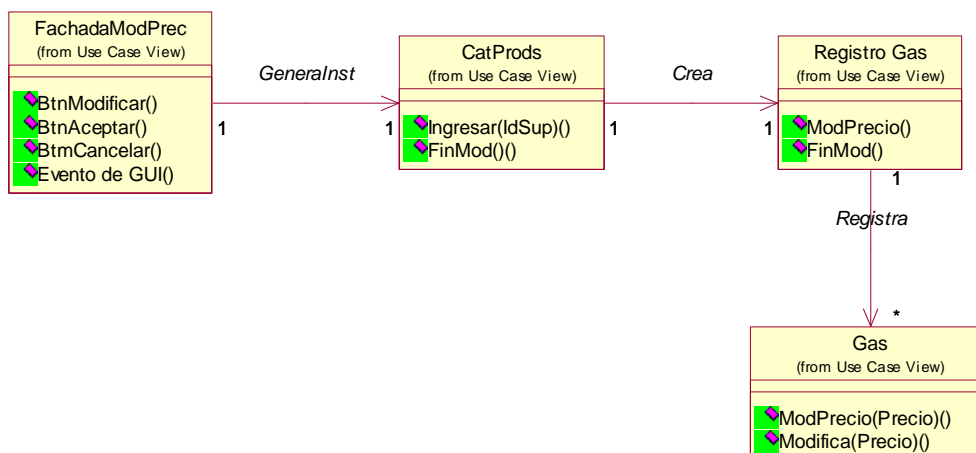 FachadaModPrec
(from Use Case View)
BtnModificar()
BtnAceptar()
BtmCancelar()
Evento de GUI()
GeneraInst
1
1
CatProds
(from Use Case View)
Ingresar(IdSup)()
FinMod()()
Crea
1
1
Registro Gas
(from Use Case View)
ModPrecio()
FinMod()
1
Registra
*
Gas
(from Use Case View)
ModPrecio(Precio)()
Modifica(Precio)()